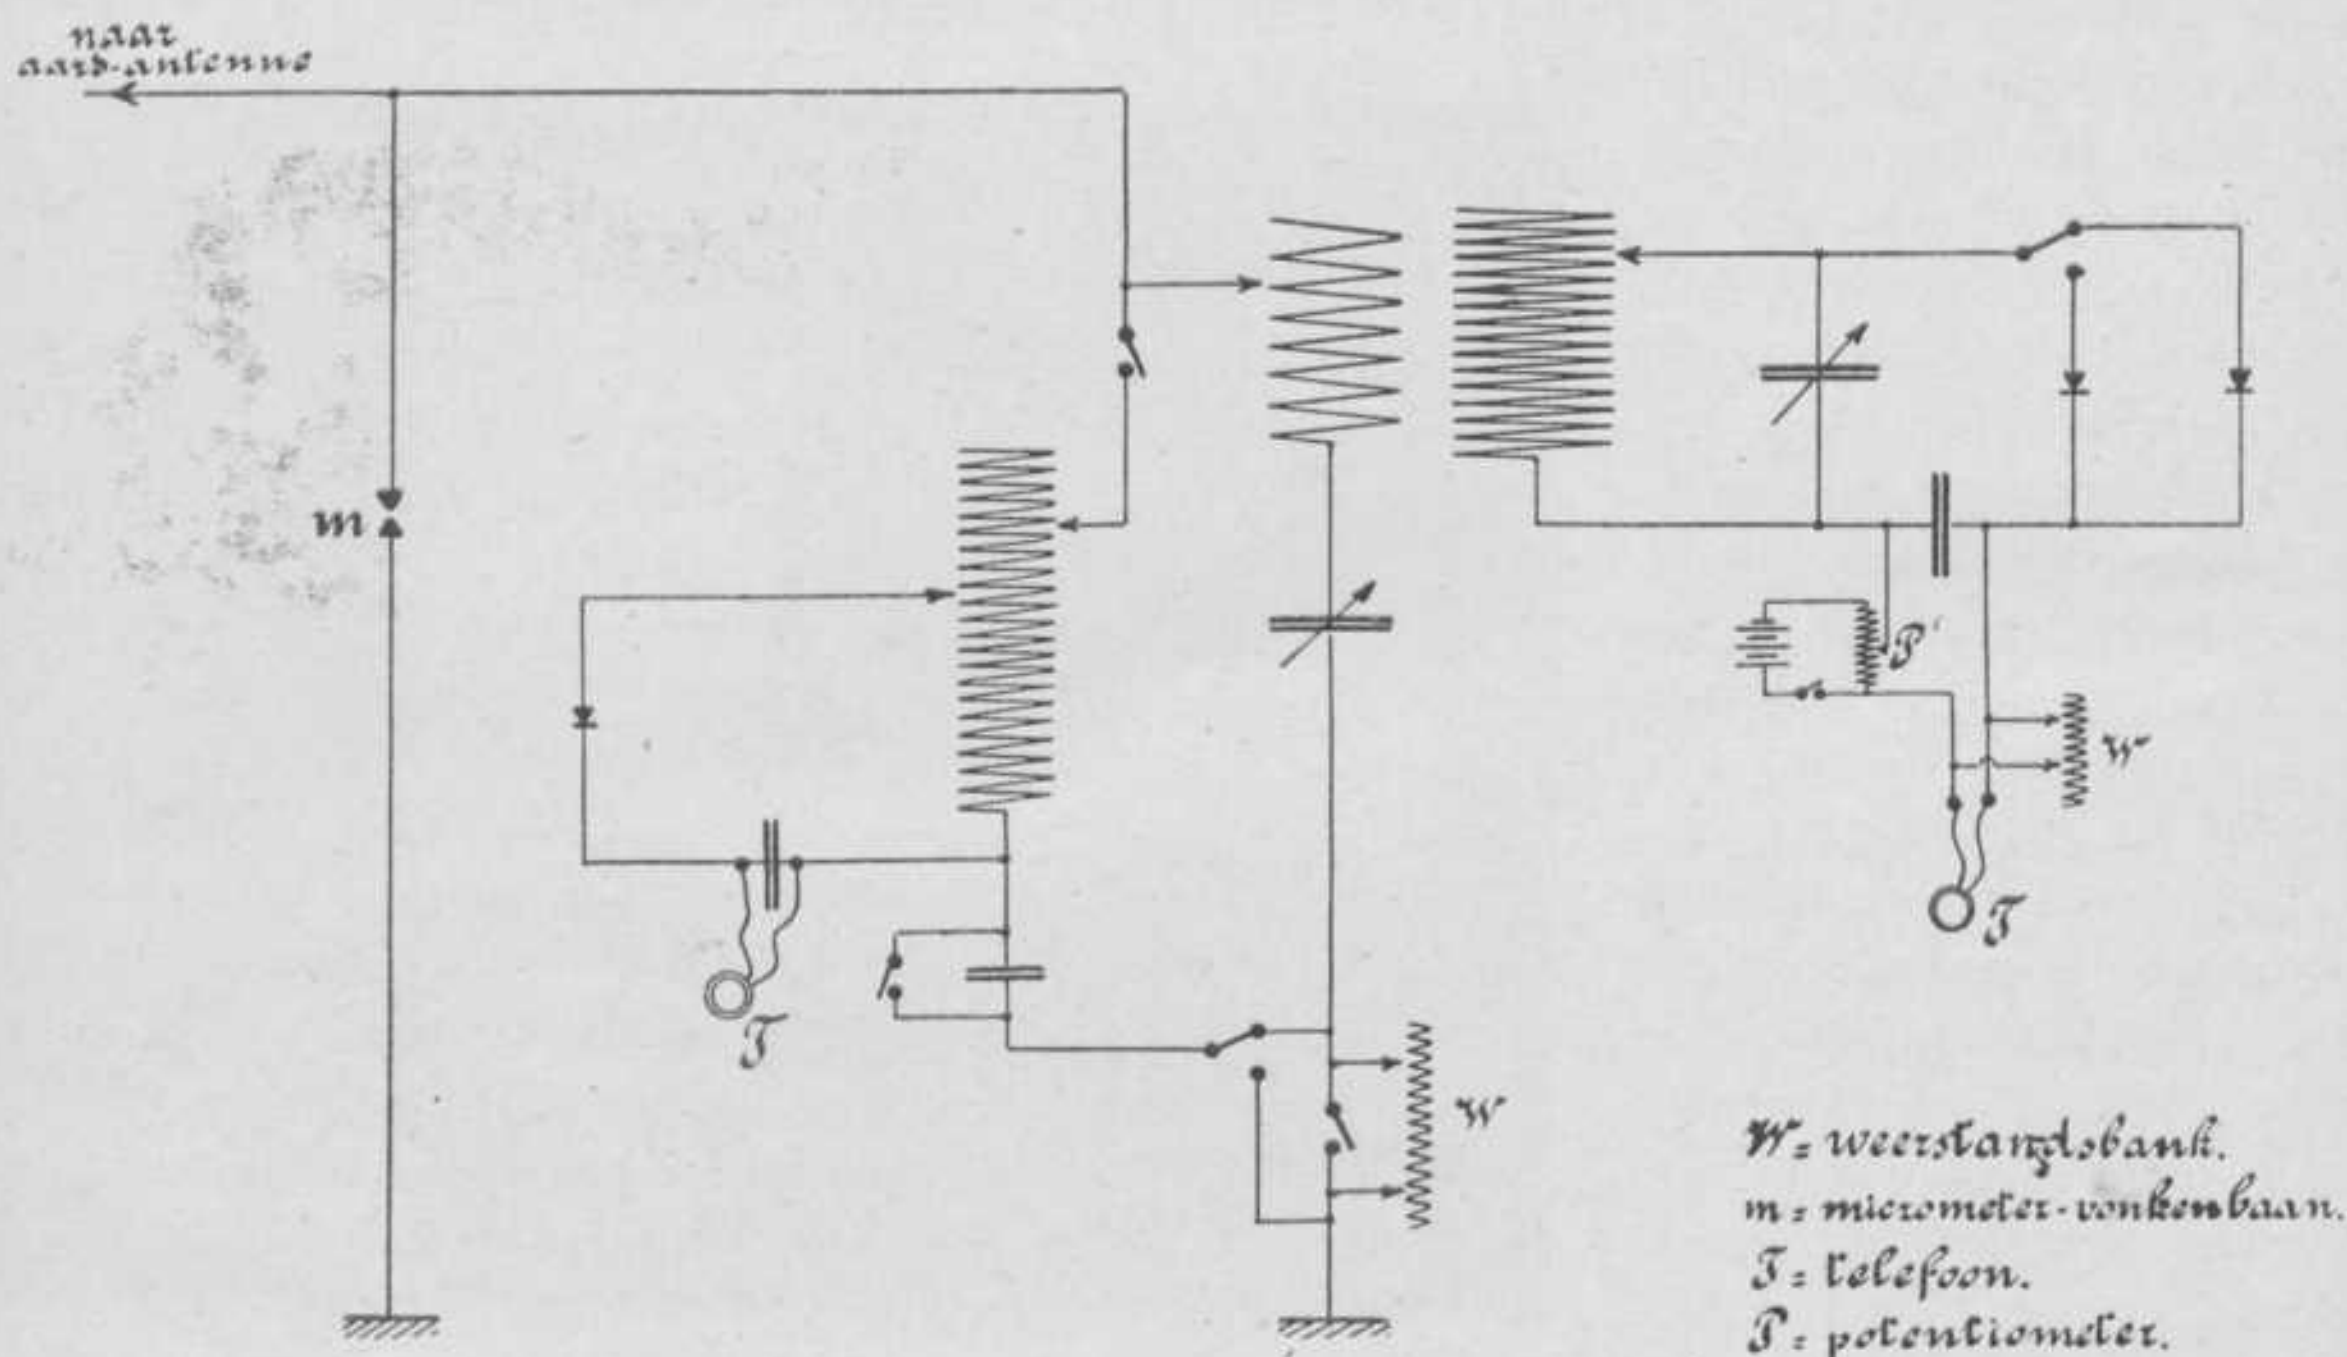 naar
aard-antenne
m
P
W
T
T
W
W = weerstandsbank.
m = micrometer-vonkenbaan.
T = telefoon.
P = potentiometer.